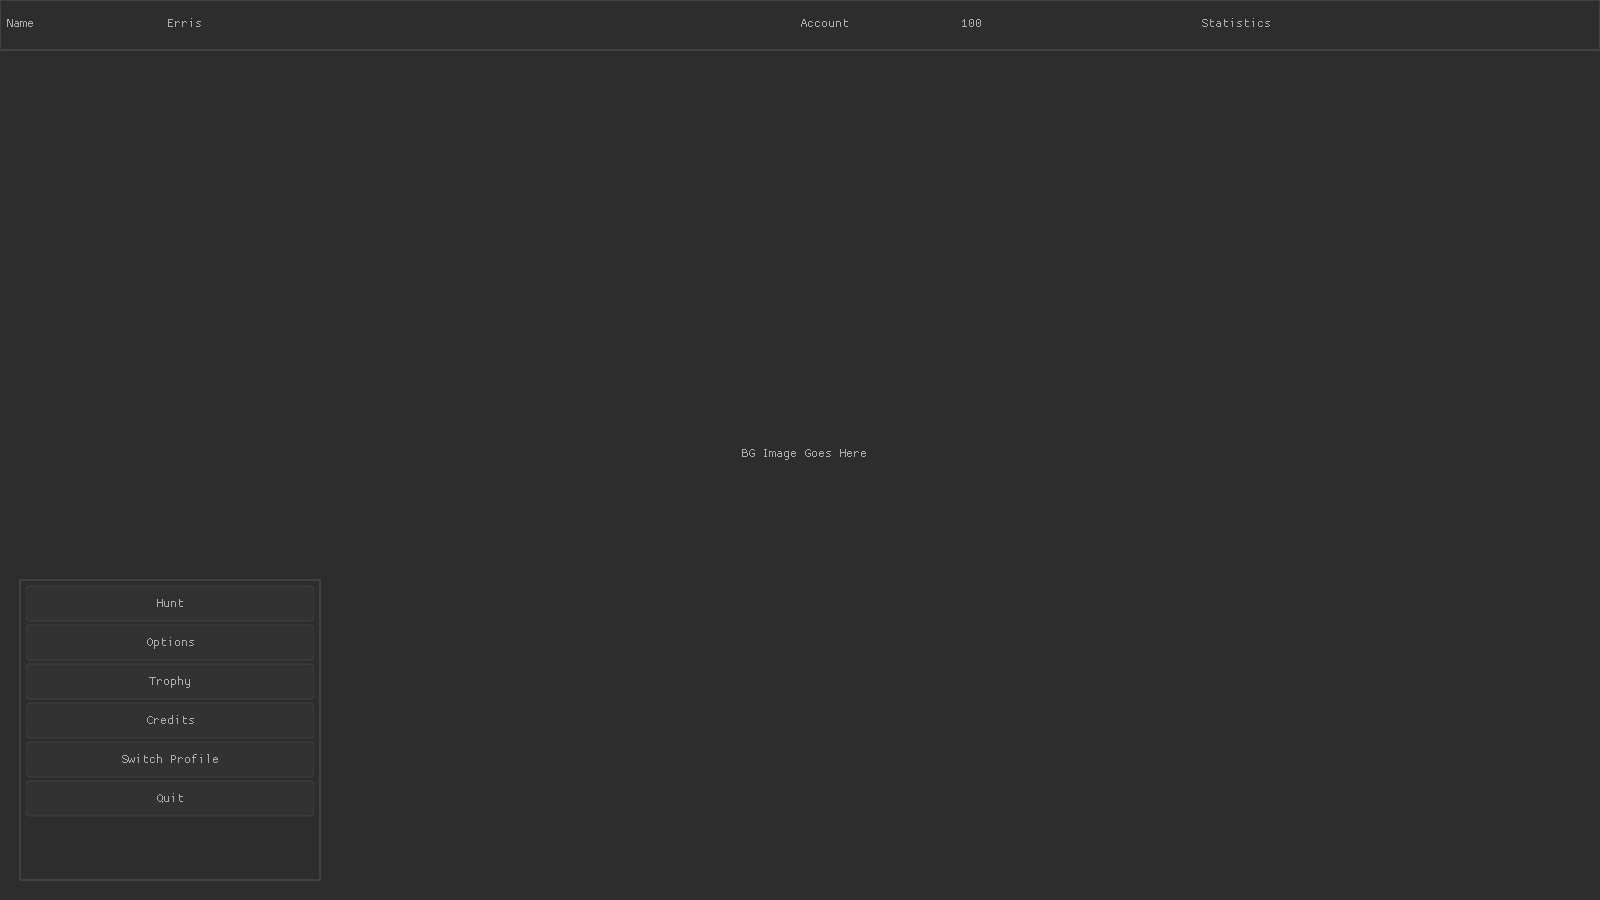 Name Erris Account 100 Statistics
BG Image Goes Here
Hunt
Options
Trophy
Credits
Switch Profile
Quit